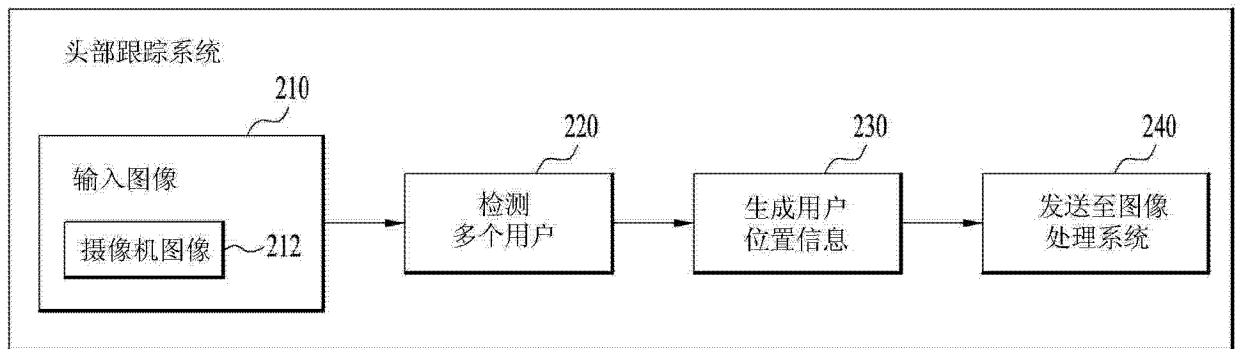 头部跟踪系统
210
输入图像
摄像机图像
212
220
检测
多个用户
230
生成用户
位置信息
240
发送至图像
处理系统